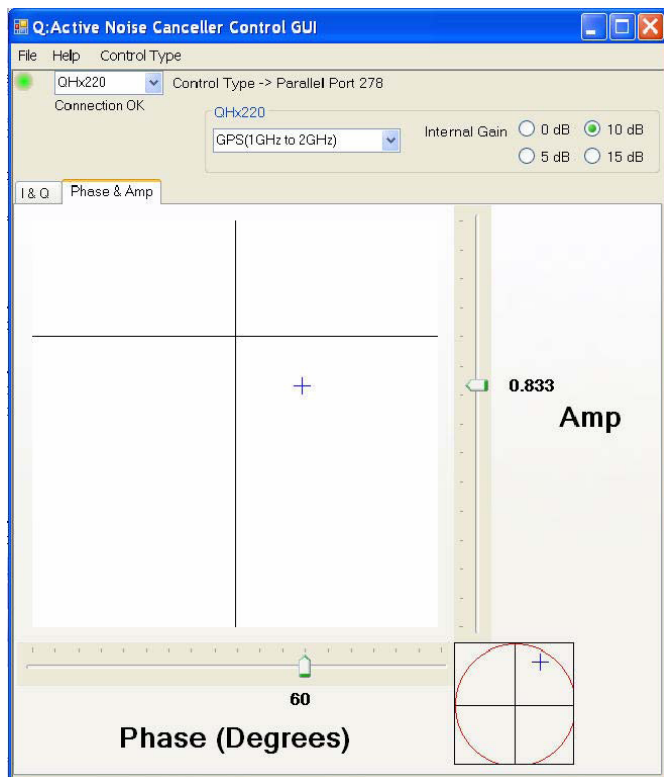 Q:Active Noise Canceller Control GUI
File Help Control Type
QHx220 Control Type -> Parallel Port 278
Connection OK
QHx220
GPS(1GHz to 2GHz)
Internal Gain 0 dB 10 dB
5 dB 15 dB
I & Q Phase & Amp
0.833
Amp
60
Phase (Degrees)